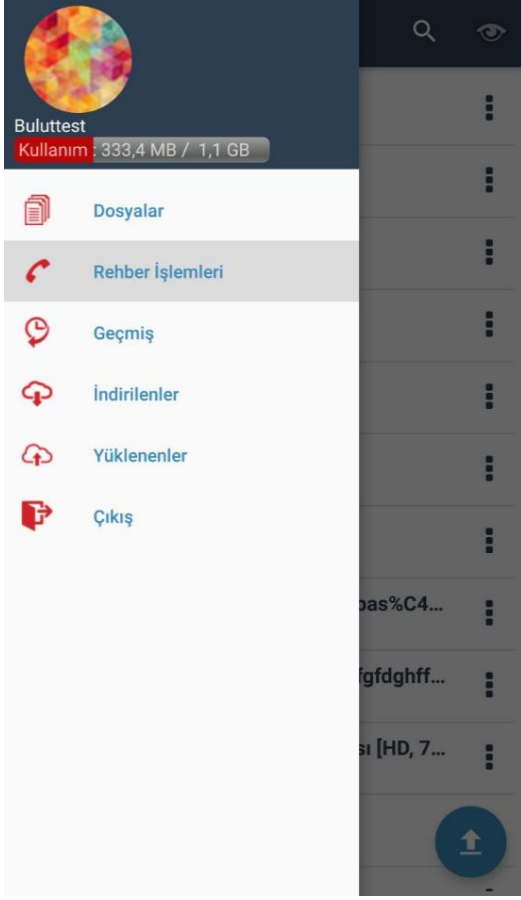 Buluttest
Kullanım : 333,4 MB / 1,1 GB
Dosyalar
Rehber İşlemleri
Geçmiş
İndirilenler
Yüklenenler
Çıkış
bas%C4...
fgfdghff...
sı [HD, 7...